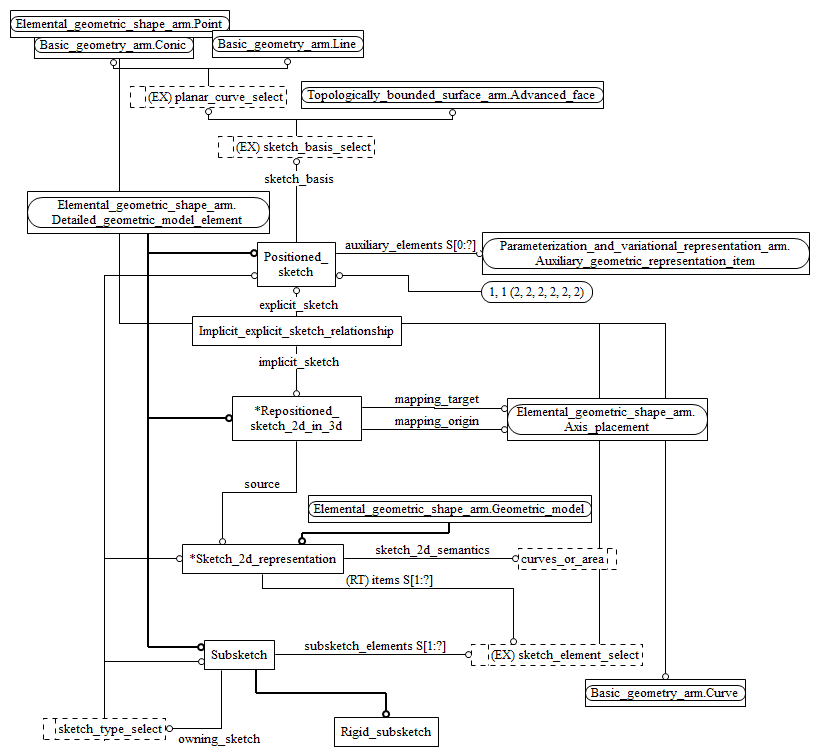 Elemental_geometric_shape_arm.Point
Basic_geometry_arm.Conic
Basic_geometry_arm.Line
(EX) planar_curve_select
Topologically_bounded_surface_arm.Advanced_face
(EX) sketch_basis_select
sketch_basis
Elemental_geometric_shape_arm.
Detailed_geometric_model_element
auxiliary_elements S[0:?]
Parameterization_and_variational_representation_arm.
Auxiliary_geometric_representation_item
Positioned_
sketch
1, 1 (2, 2, 2, 2, 2, 2)
explicit_sketch
Implicit_explicit_sketch_relationship
implicit_sketch
*Repositioned_
sketch_2d_in_3d
mapping_target
mapping_origin
Elemental_geometric_shape_arm.
Axis_placement
source
Elemental_geometric_shape_arm.Geometric_model
*Sketch_2d_representation
sketch_2d_semantics
curves_or_area
(RT) items S[1:?]
Subsketch
subsketch_elements S[1:?]
(EX) sketch_element_select
Basic_geometry_arm.Curve
sketch_type_select
owning_sketch
Rigid_subsketch